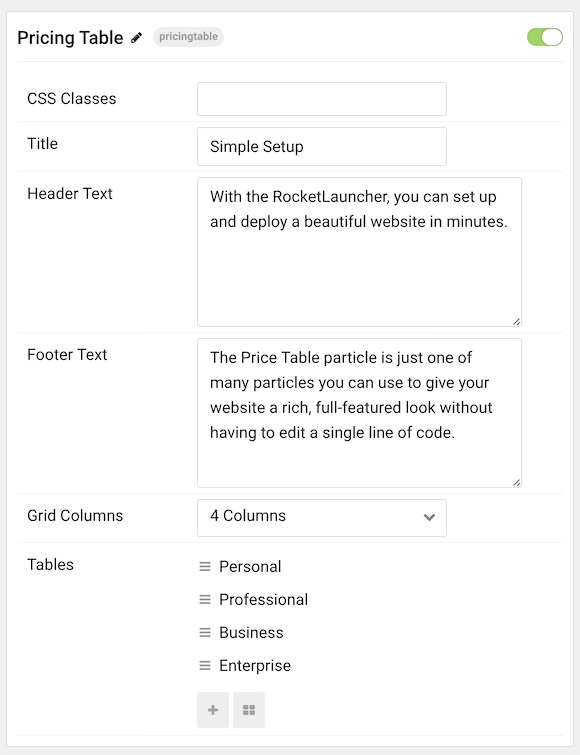 Pricing Table pricingtable
CSS Classes
Title Simple Setup
Header Text With the RocketLauncher, you can set up
and deploy a beautiful website in minutes.
Footer Text The Price Table particle is just one of
many particles you can use to give your
website a rich, full-featured look without
having to edit a single line of code.
Grid Columns 4 Columns
Tables Personal
Professional
Business
Enterprise